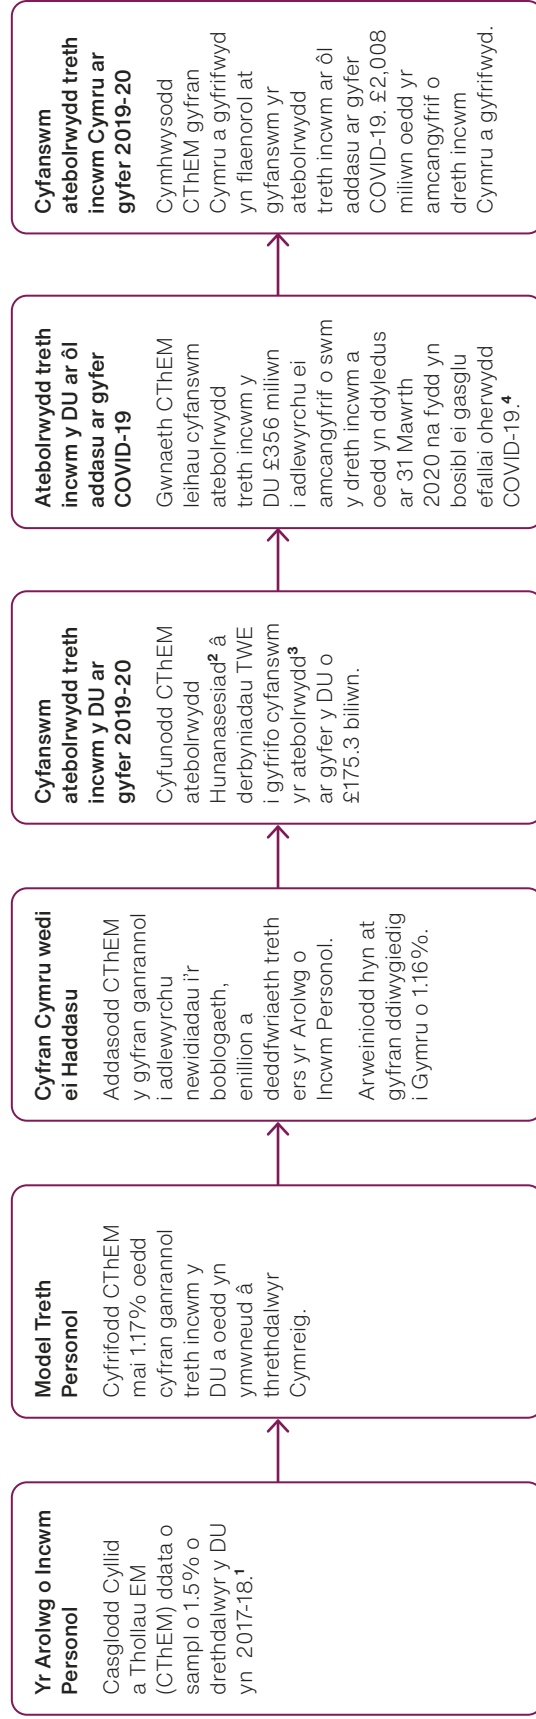 Yr Arolwg o Incwm
Personol
Casglodd Cyllid
a Thollau EM
(CThEM) ddata o
sampl o 1.5% o
drethdalwyr y DU
yn 2017-18.¹
Model Treth
Personol
Cyfrifodd CThEM
mai 1.17% oedd
cyfran ganrannol
treth incwm y
DU a oedd yn
ymwneud â
threthdalwyr
Cymreig.
Cyfran Cymru wedi
ei Haddasu
Addasodd CThEM
y gyfran ganrannol
i adlewyrchu
newidiadau i’r
boblogaeth,
enillion a
deddfwriaeth treth
ers yr Arolwg o
Incwm Personol.
Arweiniodd hyn at
gyfran ddiwygiedig
i Gymru o 1.16%.
Cyfanswm
atebolrwydd treth
incwm y DU ar
gyfer 2019-20
Cyfunodd CThEM
atebolrwydd
Hunanasesiad² â
derbyniadau TWE
i gyfrifo cyfanswm
yr atebolrwydd³
ar gyfer y DU o
£175.3 biliwn.
Atebolrwydd treth
incwm y DU ar ôl
addasu ar gyfer
COVID-19
Gwnaeth CThEM
leihau cyfanswm
atebolrwydd
treth incwm y
DU £356 miliwn
i adlewyrchu ei
amcangyfrif o swm
y dreth incwm a
oedd yn ddyledus
ar 31 Mawrth
2020 na fydd yn
bosibl ei gasglu
efallai oherwydd
COVID-19.⁴
Cyfanswm
atebolrwydd treth
incwm Cymru ar
gyfer 2019-20
Cymhwysodd
CThEM gyfran
Cymru a gyfrifwyd
yn flaenorol at
gyfanswm yr
atebolrwydd
treth incwm ar ôl
addasu ar gyfer
COVID-19. £2,008
miliwn oedd yr
amcangyfrif o
dreth incwm
Cymru a gyfrifwyd.